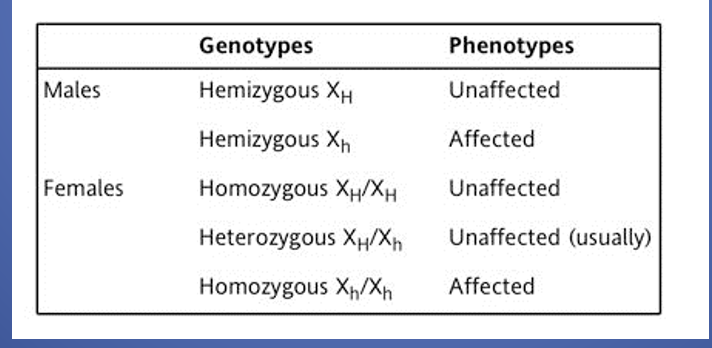 Genotypes Phenotypes
Males Hemizygous X_H Unaffected
Hemizygous X_h Affected
Females Homozygous X_H/X_H Unaffected
Heterozygous X_H/X_h Unaffected (usually)
Homozygous X_h/X_h Affected